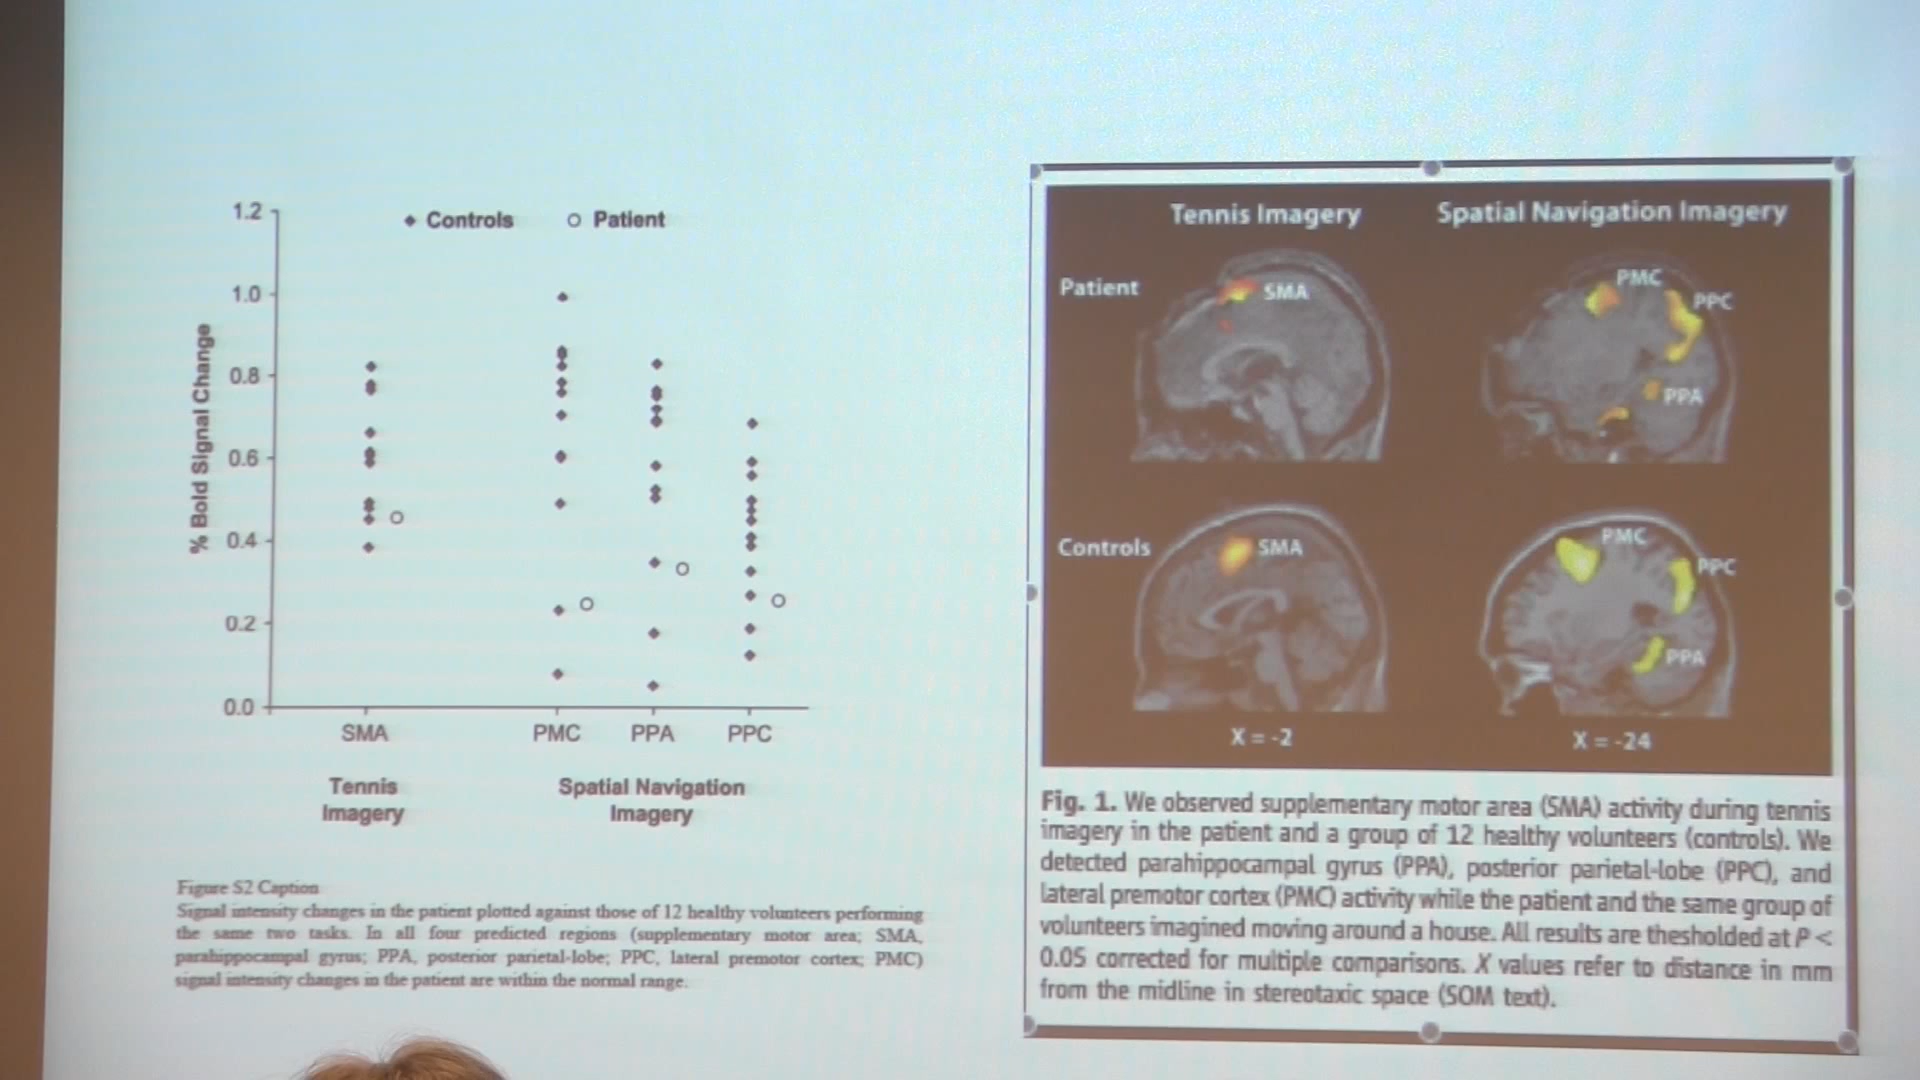 1.2
1.0
0.8
0.6
0.4
0.2
0.0
% Bold Signal Change
Controls
Patient
SMA
PMC
PPA
PPC
Tennis
Imagery
Spatial Navigation
Imagery
Figure S2 Caption
Signal intensity changes in the patient plotted against those of 12 healthy volunteers performing
the same two tasks. In all four predicted regions (supplementary motor area; SMA,
parahippocampal gyrus; PPA, posterior parietal-lobe; PPC, lateral premotor cortex; PMC)
signal intensity changes in the patient are within the normal range.
Tennis Imagery
Spatial Navigation Imagery
Patient
SMA
PMC
PPC
PPA
Controls
SMA
PMC
PPC
PPA
X = -2
X = -24
Fig. 1. We observed supplementary motor area (SMA) activity during tennis
imagery in the patient and a group of 12 healthy volunteers (controls). We
detected parahippocampal gyrus (PPA), posterior parietal-lobe (PPC), and
lateral premotor cortex (PMC) activity while the patient and the same group of
volunteers imagined moving around a house. All results are thesholded at P <
0.05 corrected for multiple comparisons. X values refer to distance in mm
from the midline in stereotaxic space (SOM text).